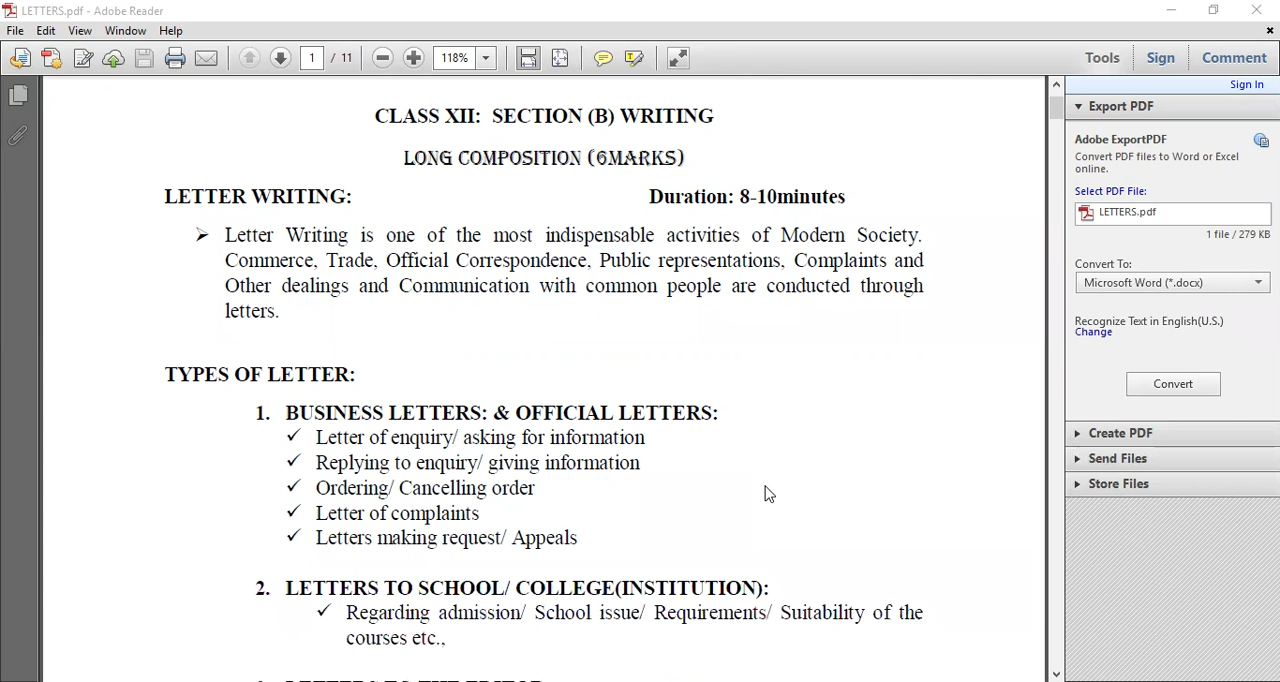 LETTERS.pdf - Adobe Reader
File Edit View Window Help
1 / 11 118% Tools Sign Comment
Sign In
Export PDF
Adobe ExportPDF
Convert PDF files to Word or Excel
online.
Select PDF File:
LETTERS.pdf
1 file / 279 KB
Convert To:
Microsoft Word (*.docx)
Recognize Text in English(U.S.)
Change
Convert
Create PDF
Send Files
Store Files
CLASS XII: SECTION (B) WRITING
LONG COMPOSITION (6MARKS)
LETTER WRITING: Duration: 8-10minutes
➢ Letter Writing is one of the most indispensable activities of Modern Society.
Commerce, Trade, Official Correspondence, Public representations, Complaints and
Other dealings and Communication with common people are conducted through
letters.
TYPES OF LETTER:
1. BUSINESS LETTERS: & OFFICIAL LETTERS:
✓ Letter of enquiry/ asking for information
✓ Replying to enquiry/ giving information
✓ Ordering/ Cancelling order
✓ Letter of complaints
✓ Letters making request/ Appeals
2. LETTERS TO SCHOOL/ COLLEGE(INSTITUTION):
✓ Regarding admission/ School issue/ Requirements/ Suitability of the
courses etc.,